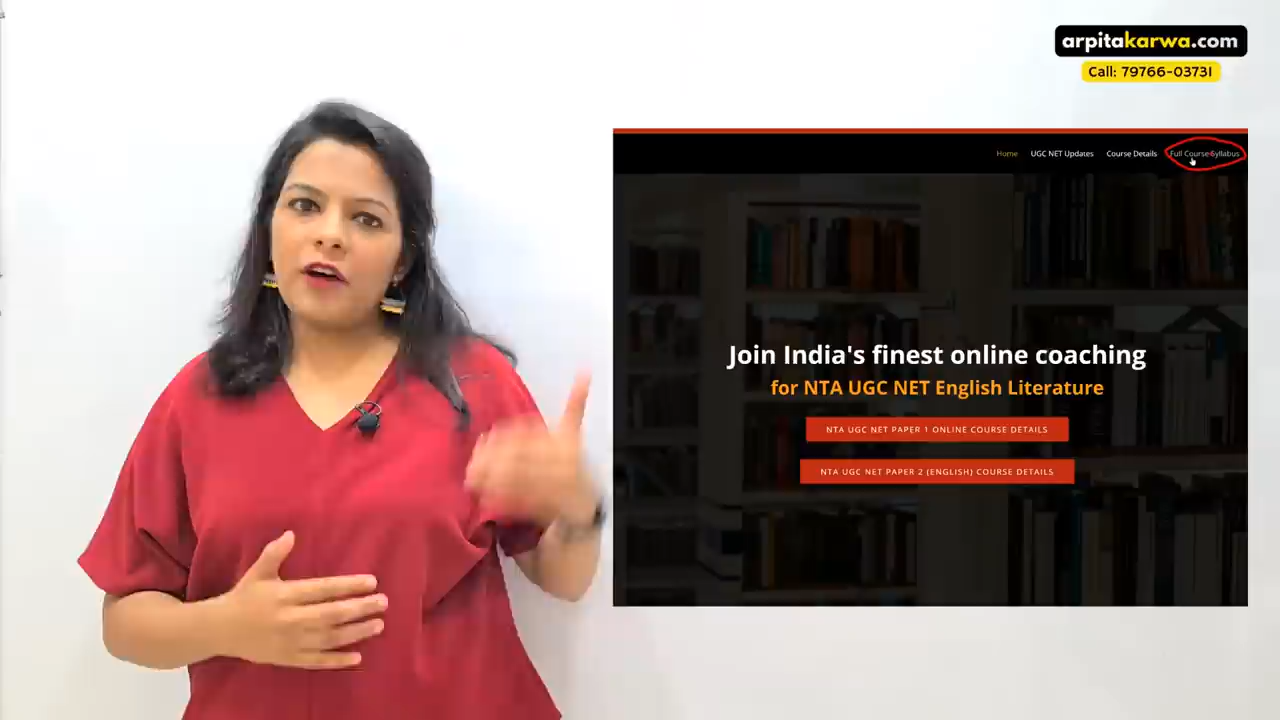 arpitakarwa.com
Call: 79766-03731
Home UGC NET Updates Course Details Full Course Syllabus
Join India's finest online coaching
for NTA UGC NET English Literature
NTA UGC NET PAPER 1 ONLINE COURSE DETAILS
NTA UGC NET PAPER 2 (ENGLISH) COURSE DETAILS